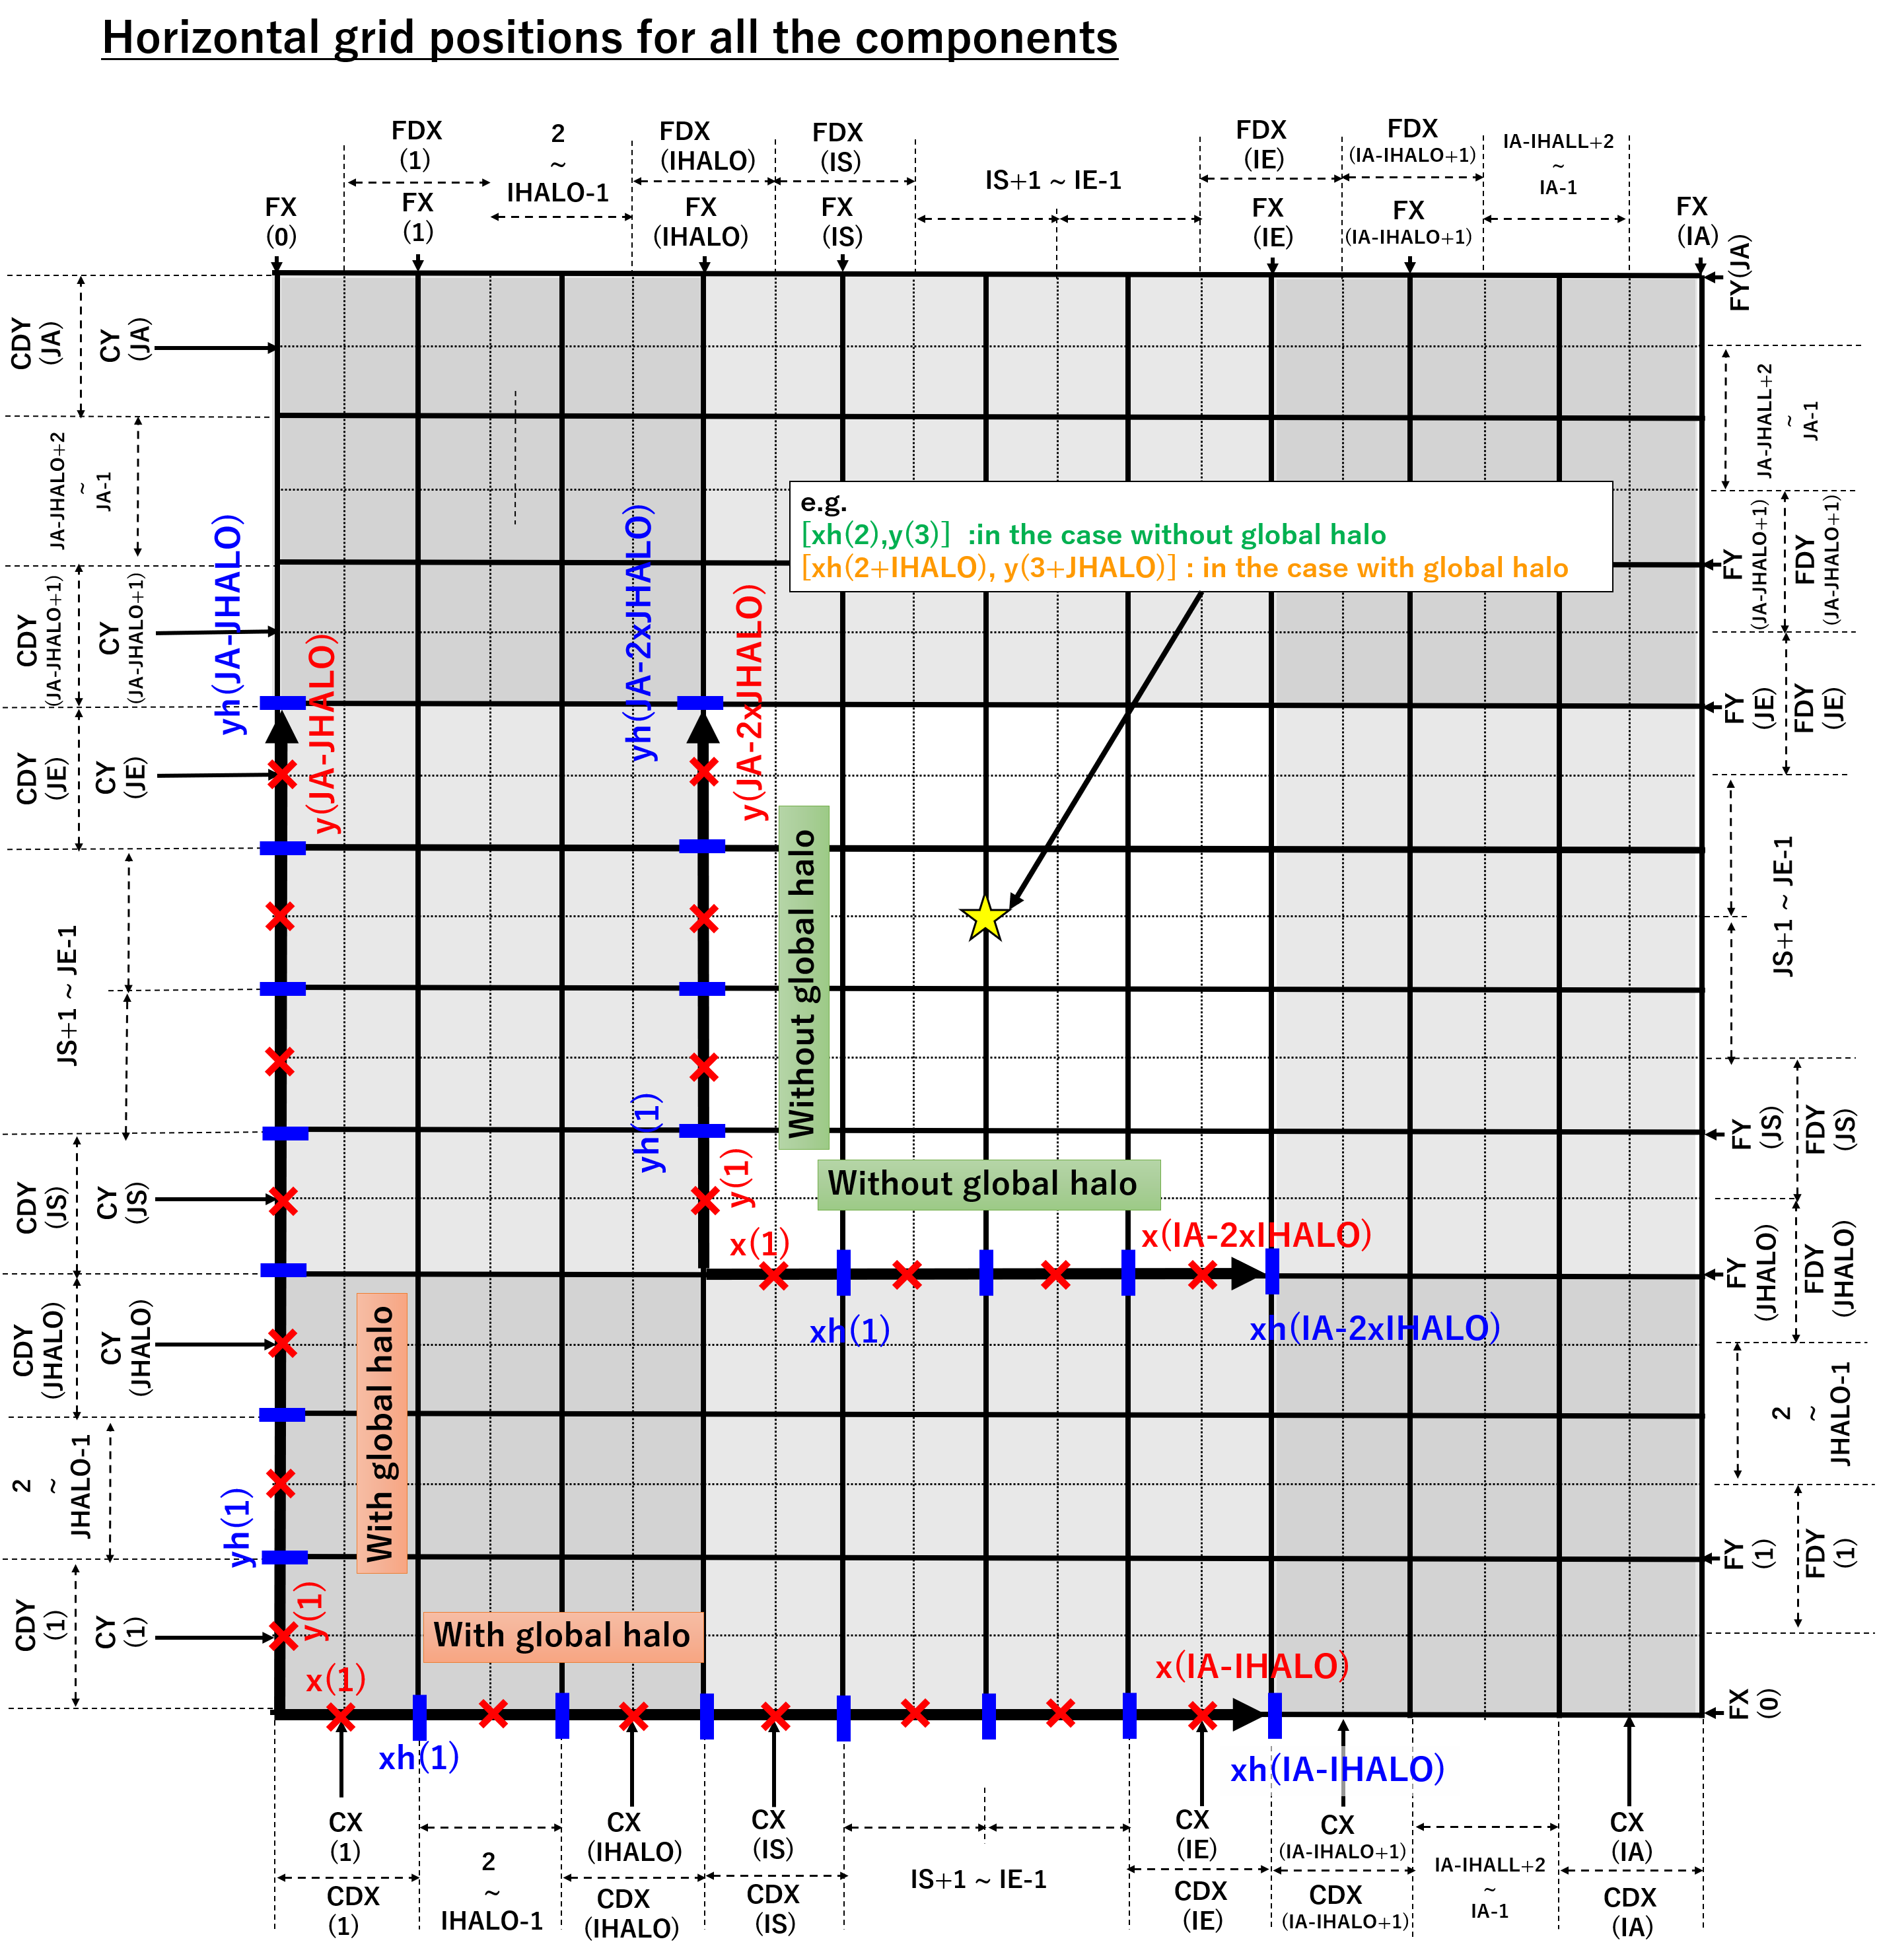 Horizontal grid positions for all the components
FDX
(1)
2
~
IHALO-1
FDX
(IHALO)
FDX
(IS)
IS+1 ~ IE-1
FDX
(IE)
FDX
(IA-IHALO+1)
IA-IHALL+2
~
IA-1
FX
(0)
FX
(1)
FX
(IHALO)
FX
(IS)
FX
(IE)
FX
(IA-IHALO+1)
FX
(IA)
CDY
(JA)
CY
(JA)
JA-JHALO+2
~
JA-1
CDY
(JA-JHALO+1)
CY
(JA-JHALO+1)
CDY
(JE)
CY
(JE)
JS+1 ~ JE-1
CDY
(JS)
CY
(JS)
CDY
(JHALO)
CY
(JHALO)
2
~
JHALO-1
CDY
(1)
CY
(1)
yh(JA-JHALO)
y(JA-JHALO)
yh(JA-2xJHALO)
y(JA-2xJHALO)
e.g.
[xh(2),y(3)] :in the case without global halo
[xh(2+IHALO), y(3+JHALO)] : in the case with global halo
Without global halo
yh(1)
y(1)
Without global halo
x(1)
x(IA-2xIHALO)
xh(1)
xh(IA-2xIHALO)
With global halo
yh(1)
y(1)
With global halo
x(1)
x(IA-IHALO)
xh(1)
xh(IA-IHALO)
FY(JA)
JA-JHALL+2
~
JA-1
FY
(JA-JHALO+1)
FDY
(JA-JHALO+1)
FY
(JE)
FDY
(JE)
JS+1 ~ JE-1
FY
(JS)
FDY
(JS)
FY
(JHALO)
FDY
(JHALO)
2
~
JHALO-1
FY
(1)
FDY
(1)
FX
(0)
CX
(1)
CX
(IHALO)
CX
(IS)
CX
(IE)
CX
(IA-IHALO+1)
CX
(IA)
CDX
(1)
2
~
IHALO-1
CDX
(IHALO)
CDX
(IS)
IS+1 ~ IE-1
CDX
(IE)
CDX
(IA-IHALO+1)
IA-IHALL+2
~
IA-1
CDX
(IA)